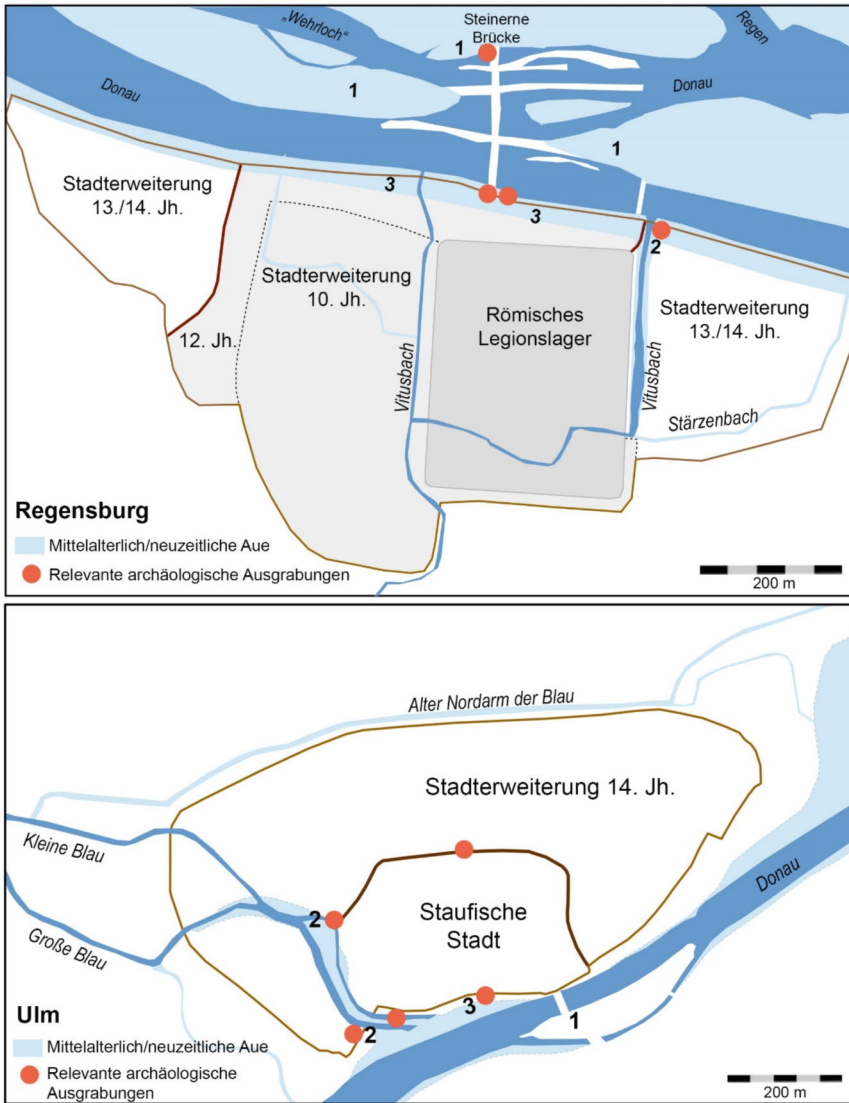 „Wehrloch“
Steinerne
Brücke
Regen
1
1
Donau
Donau
1
Stadterweiterung
13./14. Jh.
3
3
2
Stadterweiterung
10. Jh.
Römisches
Legionslager
Stadterweiterung
13./14. Jh.
12. Jh.
Vitusbach
Vitusbach
Stärzenbach
Regensburg
Mittelalterlich/neuzeitliche Aue
Relevante archäologische Ausgrabungen
200 m
Alter Nordarm der Blau
Stadterweiterung 14. Jh.
Kleine Blau
Donau
Große Blau
2
Staufische
Stadt
3
1
2
Ulm
Mittelalterlich/neuzeitliche Aue
Relevante archäologische
Ausgrabungen
200 m